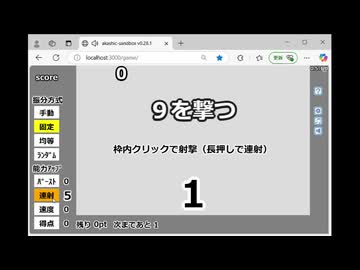 akashic-sandbox v0.28.1
更新
localhost:3000/game/
score
0
9を撃つ
振分方式
手動
固定
均等
ランダム
枠内クリックで射撃（長押しで連射）
能力アップ
バースト 0
連射 5
速度 0
得点 0
1
残り 0pt 次まであと 1